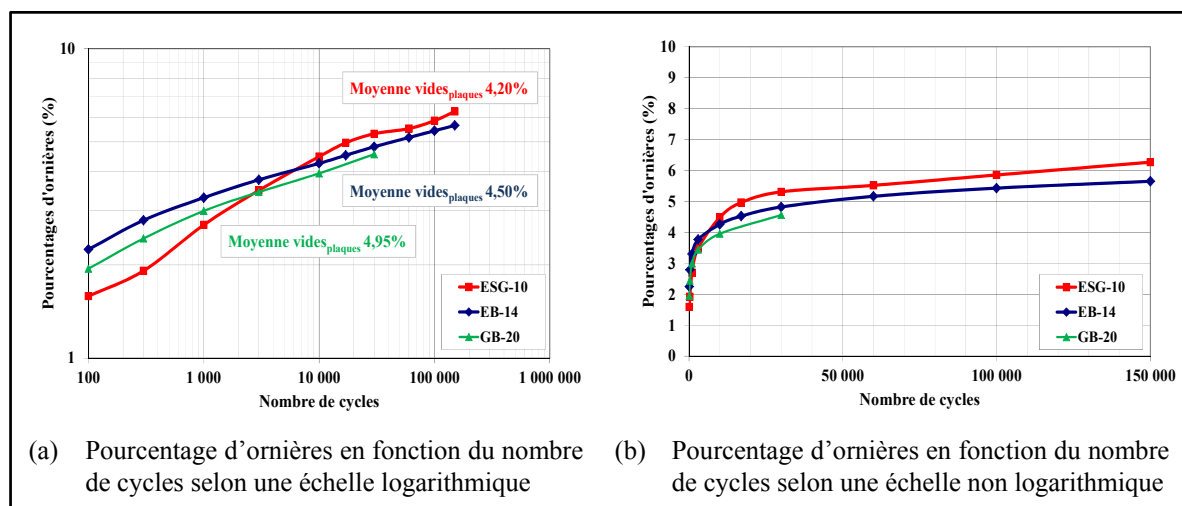 10
Pourcentages d'ornières (%)
1
Moyenne vides plaques 4,20%
Moyenne vides plaques 4,50%
Moyenne vides plaques 4,95%
ESG-10
EB-14
GB-20
100 1 000 10 000 100 000 1 000 000
Nombre de cycles
(a) Pourcentage d'ornières en fonction du nombre
de cycles selon une échelle logarithmique
Pourcentages d'ornières (%)
10
9
8
7
6
5
4
3
2
1
0
ESG-10
EB-14
GB-20
0 50 000 100 000 150 000
Nombre de cycles
(b) Pourcentage d'ornières en fonction du nombre
de cycles selon une échelle non logarithmique